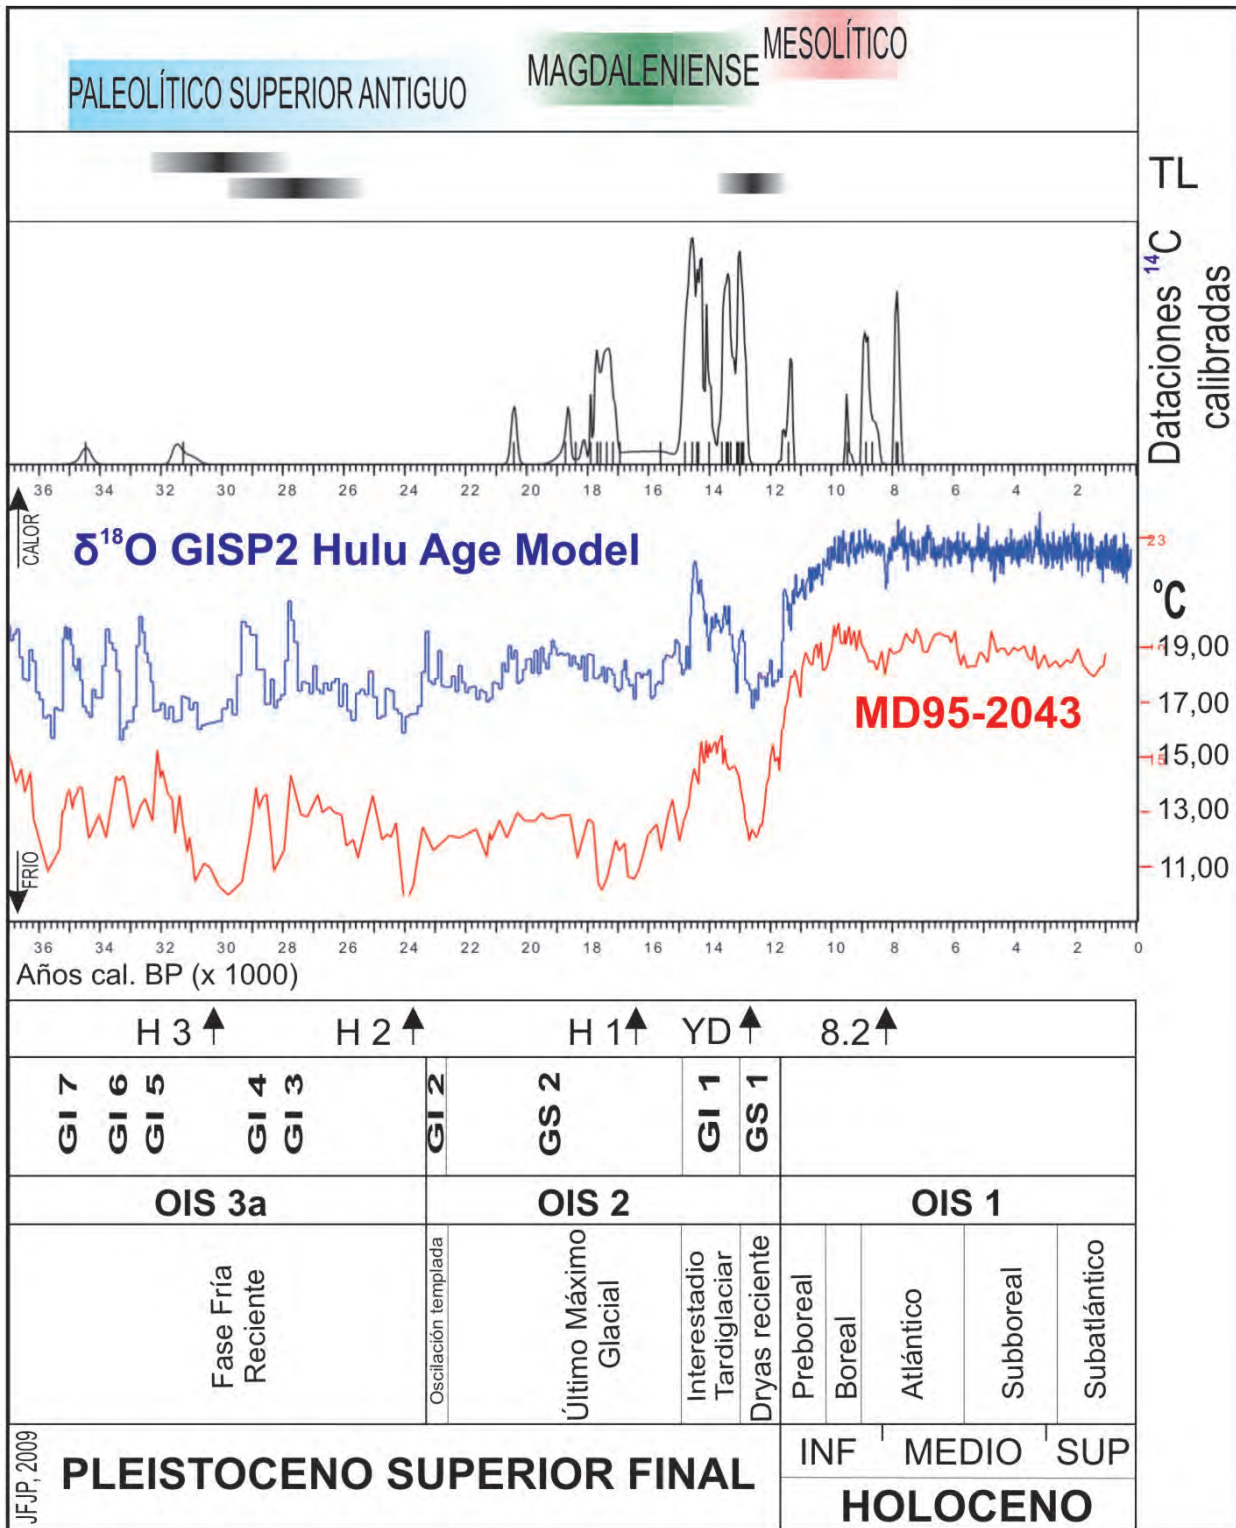 PALEOLÍTICO SUPERIOR ANTIGUO
MAGDALENIENSE
MESOLÍTICO
TL
Dataciones ¹⁴C
calibradas
36 34 32 30 28 26 24 22 20 18 16 14 12 10 8 6 4 2
CALOR
δ¹⁸O GISP2 Hulu Age Model
23
°C
19,00
17,00
MD95-2043
15,00
15
13,00
11,00
FRIO
36 34 32 30 28 26 24 22 20 18 16 14 12 10 8 6 4 2 0
Años cal. BP (x 1000)
H 3
H 2
H 1
YD
8.2
GI 7
GI 6
GI 5
GI 4
GI 3
GI 2
GS 2
GI 1
GS 1
OIS 3a
OIS 2
OIS 1
Fase Fría
Reciente
Oscilación templada
Último Máximo
Glacial
Interestadio
Tardiglaciar
Dryas reciente
Preboreal
Boreal
Atlántico
Subboreal
Subatlántico
JFJP, 2009
PLEISTOCENO SUPERIOR FINAL
INF
MEDIO
SUP
HOLOCENO